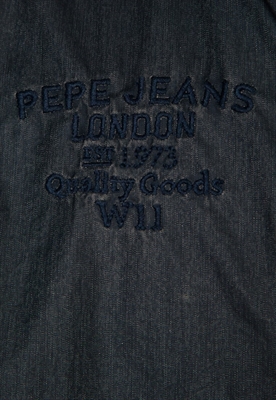 PEPE JEANS
LONDON
EST 1973
Quality Goods
W11